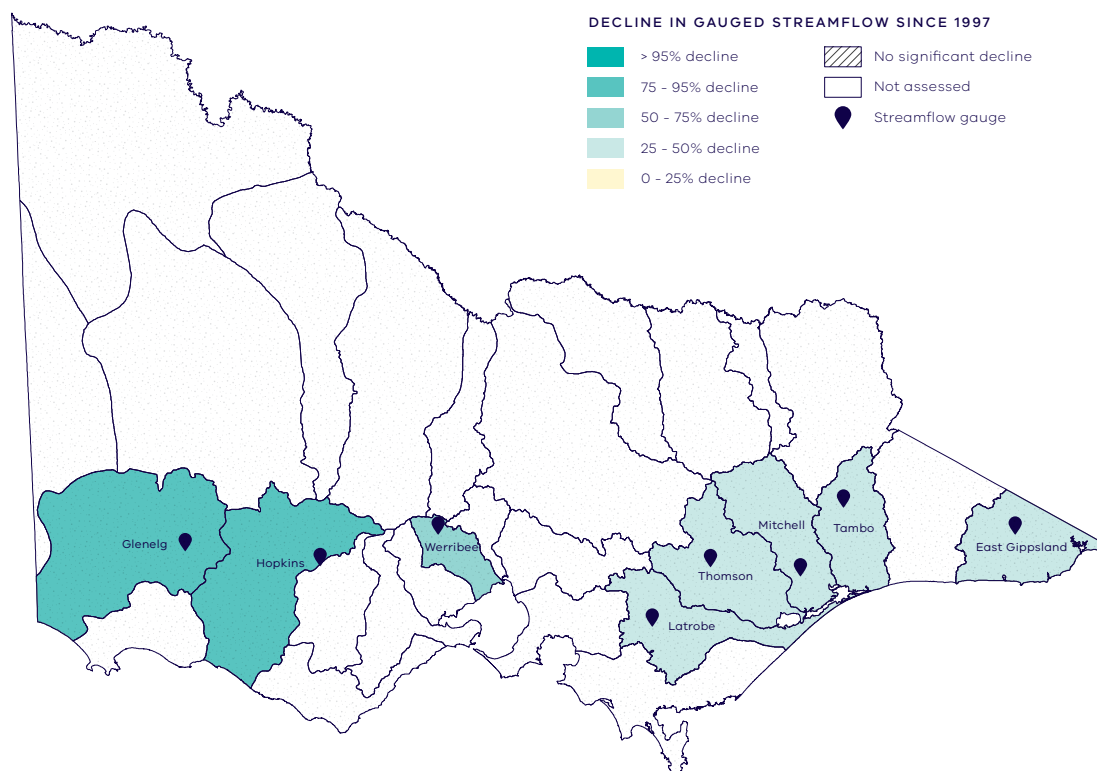 DECLINE IN GAUGED STREAMFLOW SINCE 1997
> 95% decline
75 - 95% decline
50 - 75% decline
25 - 50% decline
0 - 25% decline
No significant decline
Not assessed
Streamflow gauge
Glenelg
Hopkins
Werribee
Mitchell
Tambo
East Gippsland
Thomson
Latrobe